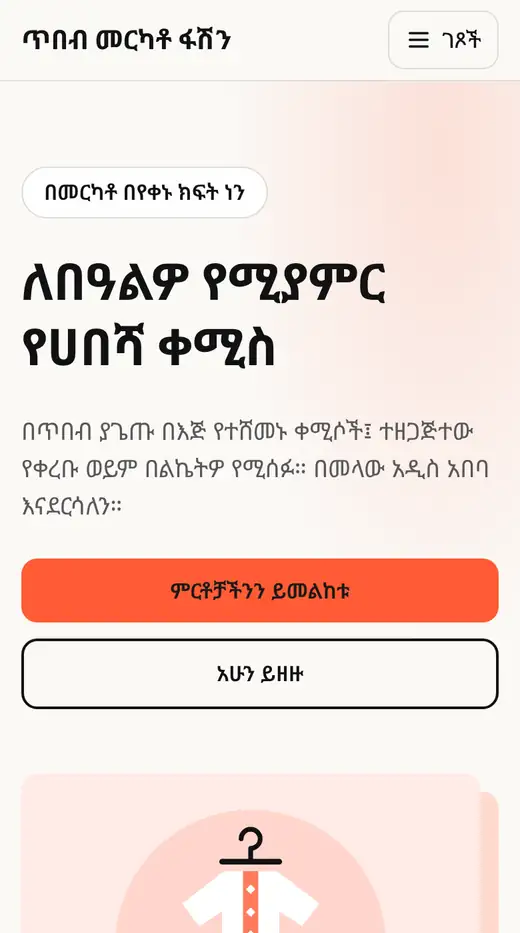 ጥበብ መርካቶ ፋሽን
ገጾች
በመርካቶ በየቀኑ ክፍት ነን
ለበዓልዎ የሚያምር
የሀበሻ ቀሚስ
በጥበብ ያጌጡ በእጅ የተሸመኑ ቀሚሶች፤ ተዘጋጅተው
የቀረቡ ወይም በልኬትዎ የሚሰፉ። በመላው አዲስ አበባ
እናደርሳለን።
ምርቶቻችንን ይመልከቱ
አሁን ይዘዙ